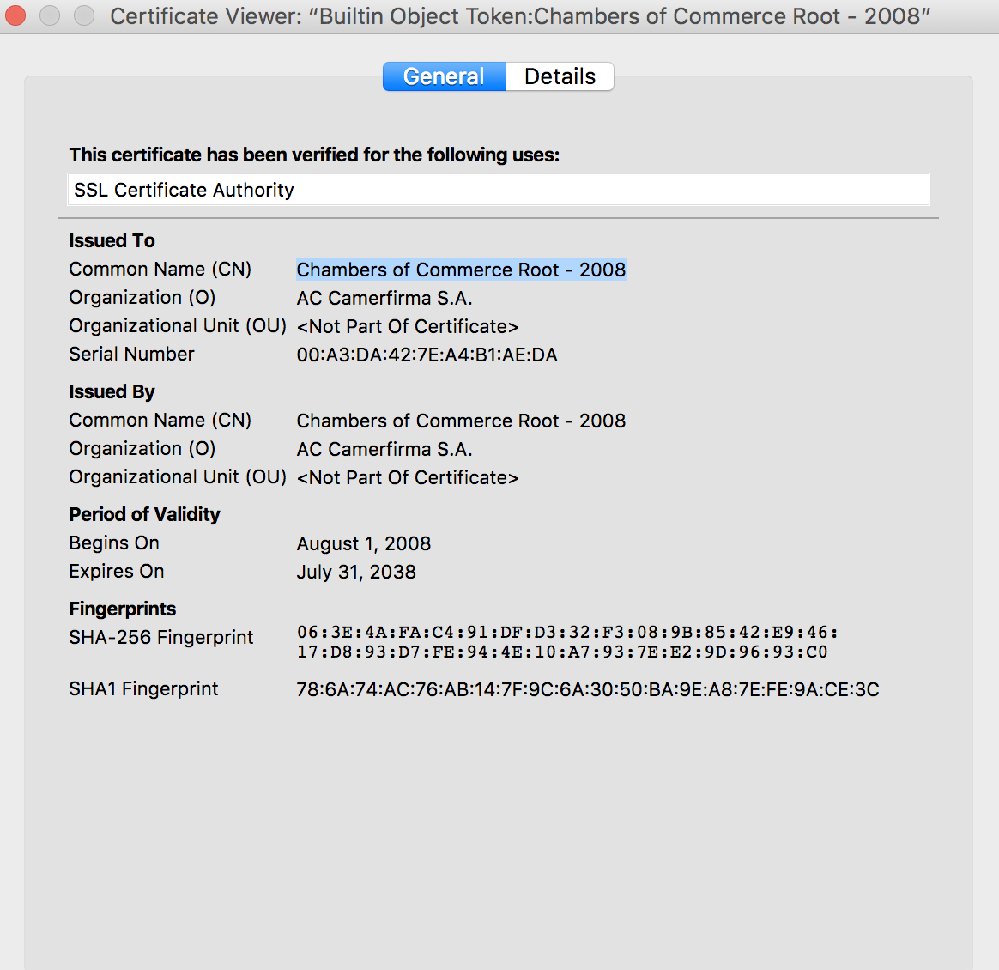 Certificate Viewer: “Builtin Object Token:Chambers of Commerce Root - 2008”
General Details
This certificate has been verified for the following uses:
SSL Certificate Authority
Issued To
Common Name (CN) Chambers of Commerce Root - 2008
Organization (O) AC Camerfirma S.A.
Organizational Unit (OU) <Not Part Of Certificate>
Serial Number 00:A3:DA:42:7E:A4:B1:AE:DA
Issued By
Common Name (CN) Chambers of Commerce Root - 2008
Organization (O) AC Camerfirma S.A.
Organizational Unit (OU) <Not Part Of Certificate>
Period of Validity
Begins On August 1, 2008
Expires On July 31, 2038
Fingerprints
SHA-256 Fingerprint 06:3E:4A:FA:C4:91:DF:D3:32:F3:08:9B:85:42:E9:46:
17:D8:93:D7:FE:94:4E:10:A7:93:7E:E2:9D:96:93:C0
SHA1 Fingerprint 78:6A:74:AC:76:AB:14:7F:9C:6A:30:50:BA:9E:A8:7E:FE:9A:CE:3C